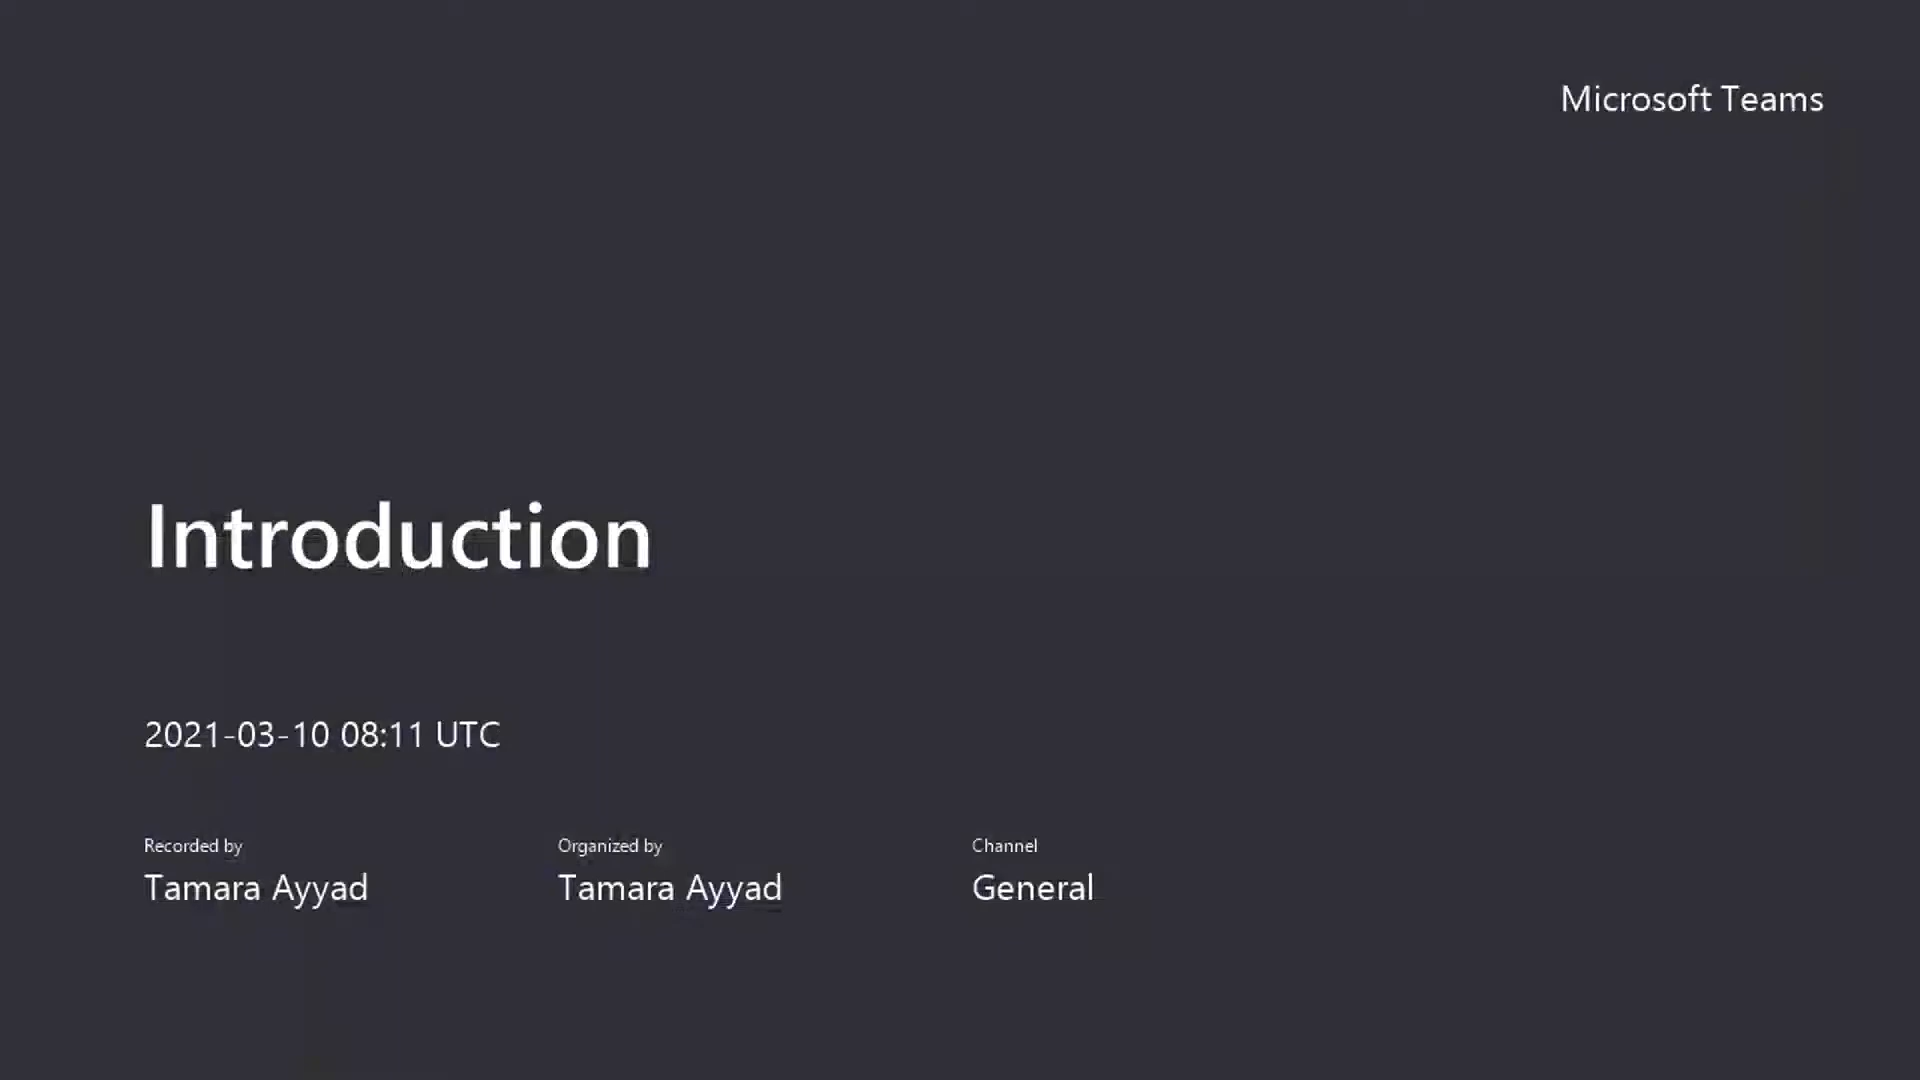 Microsoft Teams
Introduction
2021-03-10 08:11 UTC
Recorded by
Tamara Ayyad
Organized by
Tamara Ayyad
Channel
General